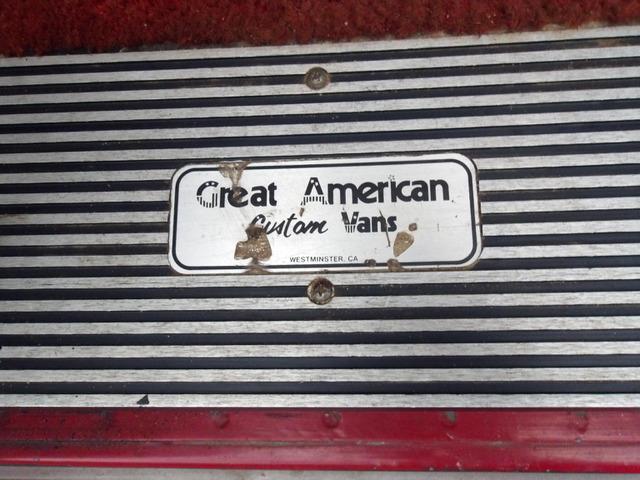 Great American
Custom Vans
WESTMINSTER, CA